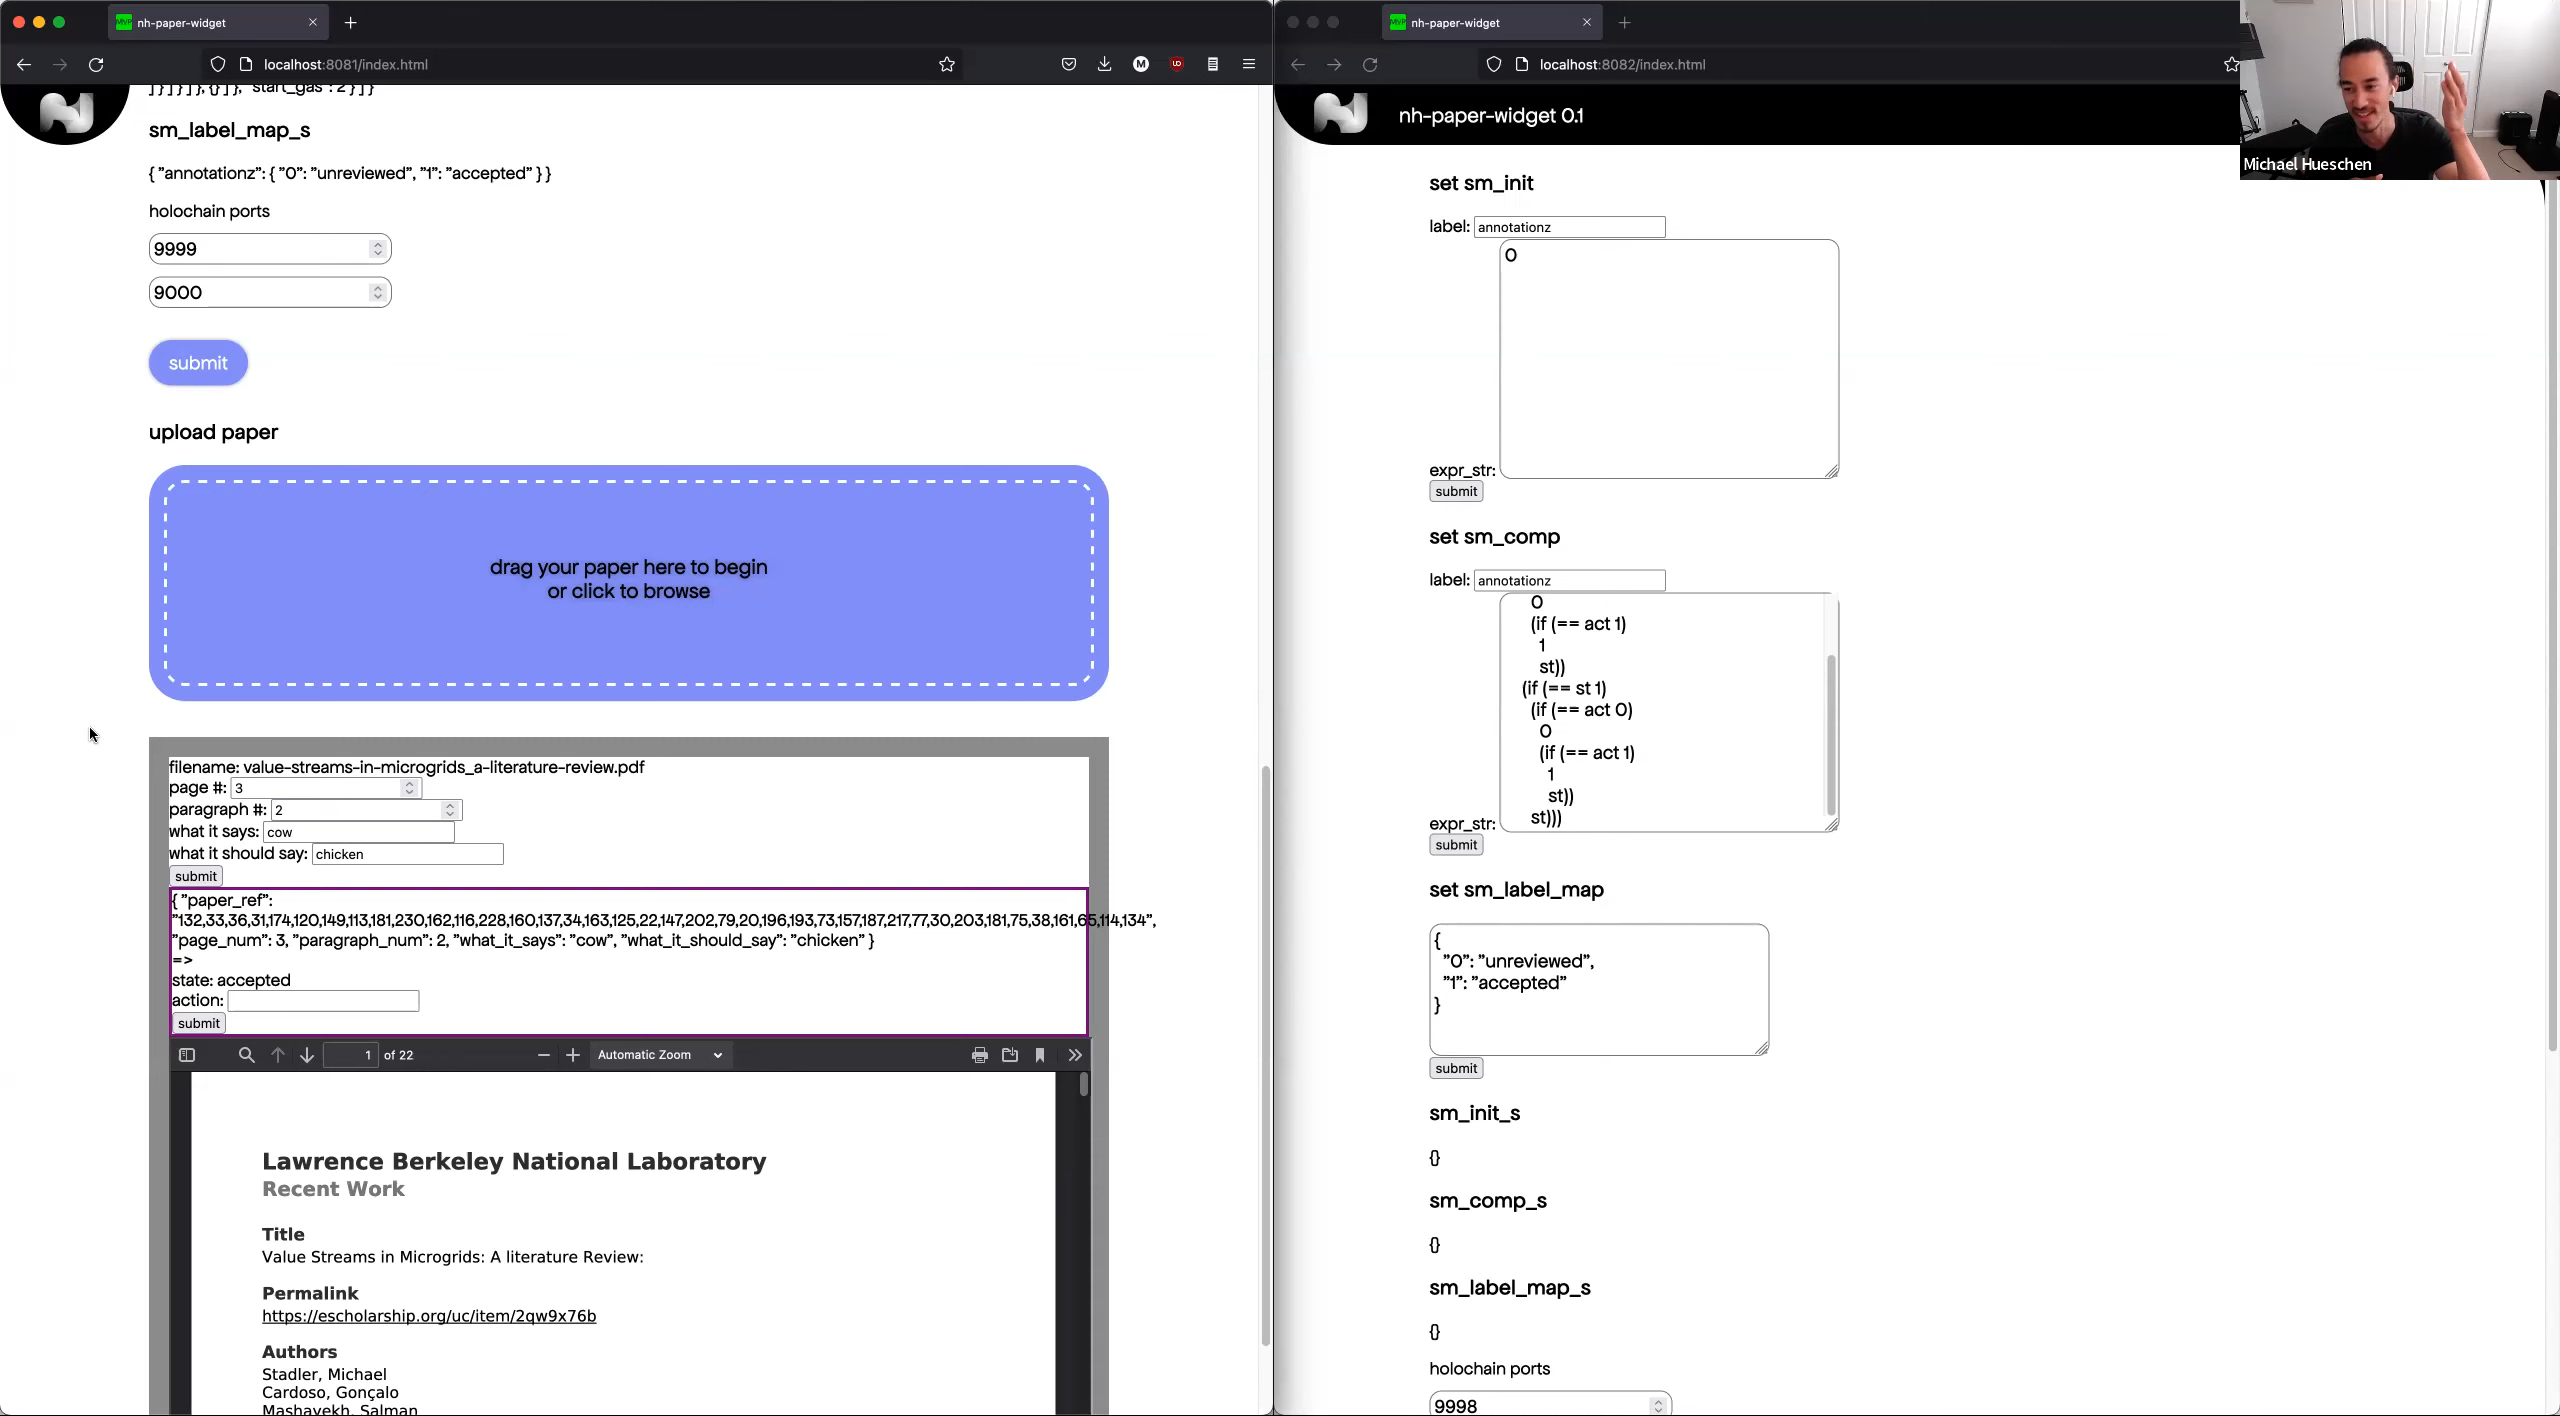 nh-paper-widget
localhost:8081/index.html
] } ] } ] }, {} ] }, "start_gas": 2 } ] }
sm_label_map_s
{ "annotationz": { "0": "unreviewed", "1": "accepted" } }
holochain ports
9999
9000
submit
upload paper
drag your paper here to begin
or click to browse
filename: value-streams-in-microgrids_a-literature-review.pdf
page #: 3
paragraph #: 2
what it says: cow
what it should say: chicken
submit
{ "paper_ref":
"132,33,36,31,174,120,149,113,181,230,162,116,228,160,137,34,163,125,22,147,202,79,20,196,193,73,157,187,217,77,30,203,181,75,38,161,65,114,134",
"page_num": 3, "paragraph_num": 2, "what_it_says": "cow", "what_it_should_say": "chicken" }
=>
state: accepted
action:
submit
1 of 22
Automatic Zoom
Lawrence Berkeley National Laboratory
Recent Work
Title
Value Streams in Microgrids: A literature Review:
Permalink
https://escholarship.org/uc/item/2qw9x76b
Authors
Stadler, Michael
Cardoso, Gonçalo
Mashayekh, Salman
nh-paper-widget
localhost:8082/index.html
nh-paper-widget 0.1
Michael Hueschen
set sm_init
label: annotationz
0
expr_str:
submit
set sm_comp
label: annotationz
0
(if (== act 1)
1
st))
(if (== st 1)
(if (== act 0)
0
(if (== act 1)
1
st))
st)))
expr_str:
submit
set sm_label_map
{
"0": "unreviewed",
"1": "accepted"
}
submit
sm_init_s
{}
sm_comp_s
{}
sm_label_map_s
{}
holochain ports
9998